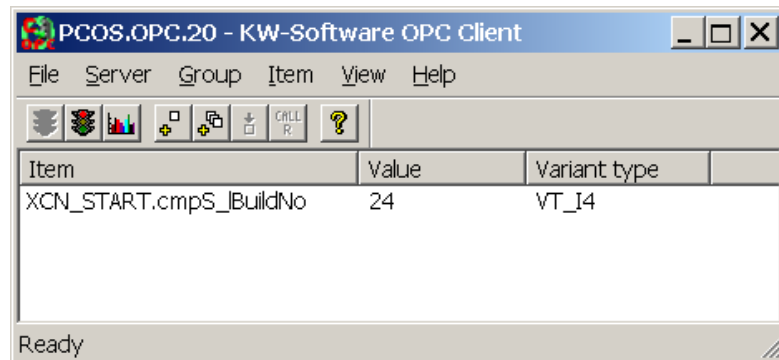 PCOS.OPC.20 - KW-Software OPC Client
File Server Group Item View Help
CALL
R
Item Value Variant type
XCN_START.cmpS_lBuildNo 24 VT_I4
Ready